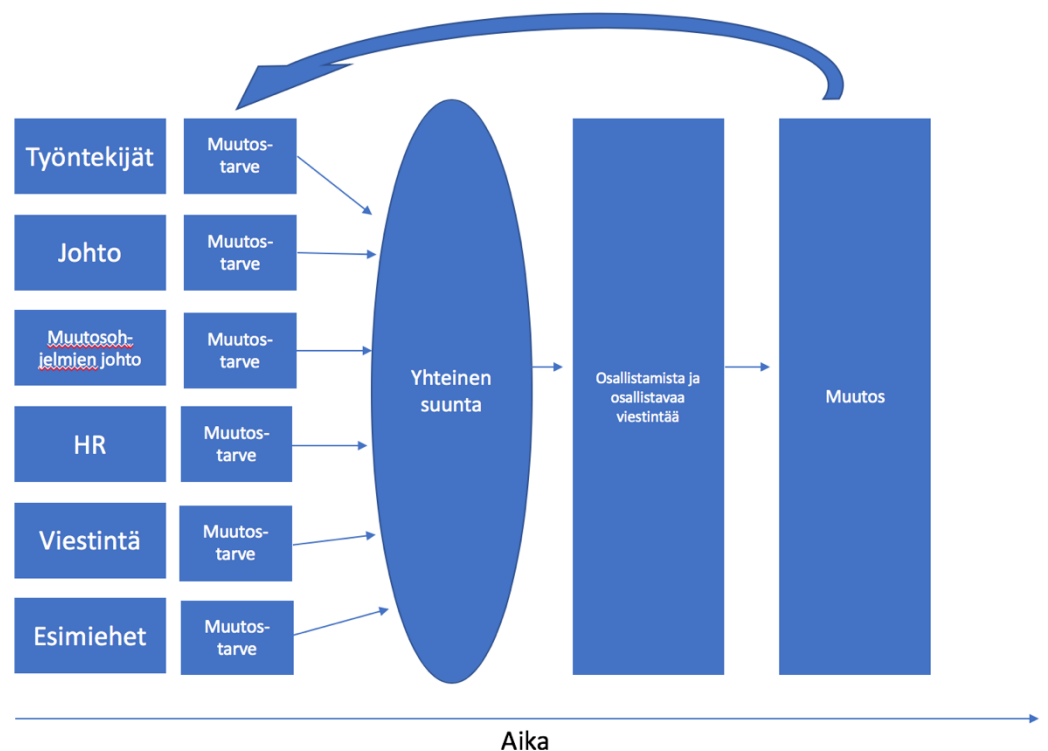 Työntekijät
Muutos-
tarve
Johto
Muutos-
tarve
Muutosoh-
jelmien johto
Muutos-
tarve
HR
Muutos-
tarve
Viestintä
Muutos-
tarve
Esimiehet
Muutos-
tarve
Yhteinen
suunta
Osallistamista ja
osallistavaa
viestintää
Muutos
Aika